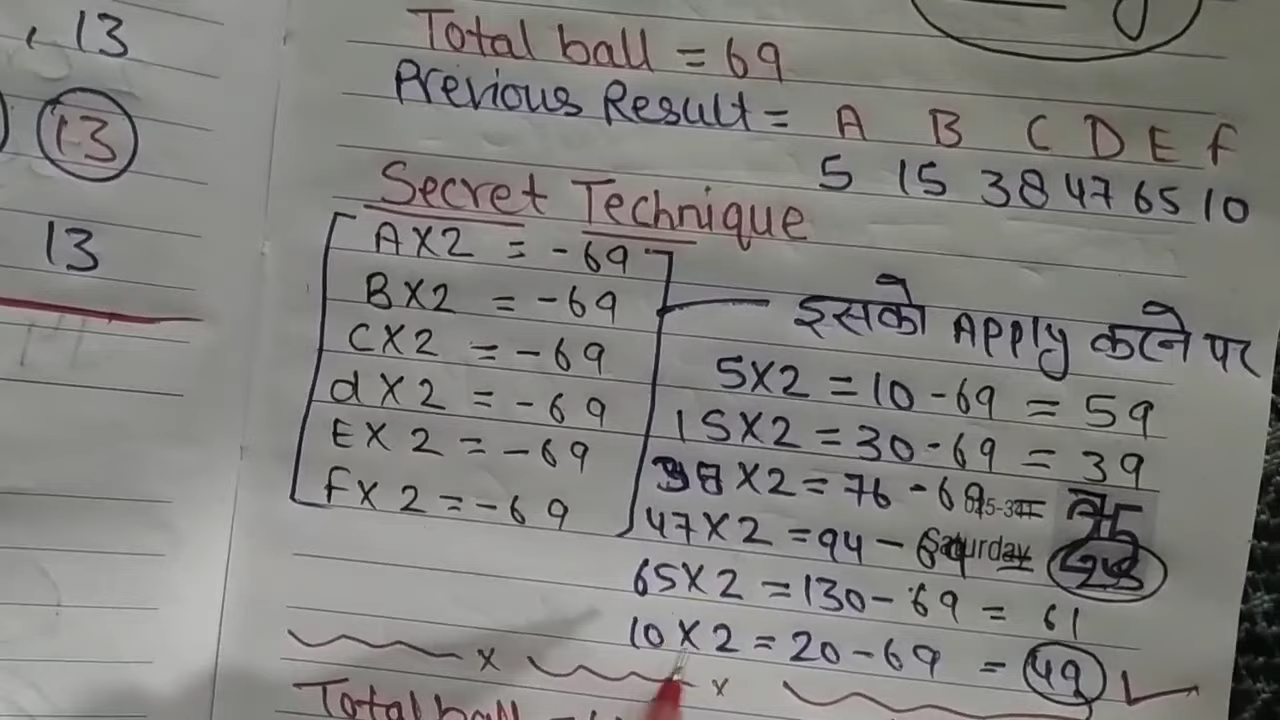 13
13
13
Total ball = 69
Previous Result = A B C D E F
5 15 38 47 65 10
Secret Technique
A X 2 = - 69
B X 2 = - 69
C X 2 = - 69
d X 2 = - 69
E X 2 = - 69
F X 2 = - 69
इसको Apply करने पर
5 X 2 = 10 - 69 = 59
15 X 2 = 30 - 69 = 39
38 X 2 = 76 - 69 =
47 X 2 = 94 - Saturday
65 X 2 = 130 - 69 = 61
10 X 2 = 20 - 69 = 49
Total ball